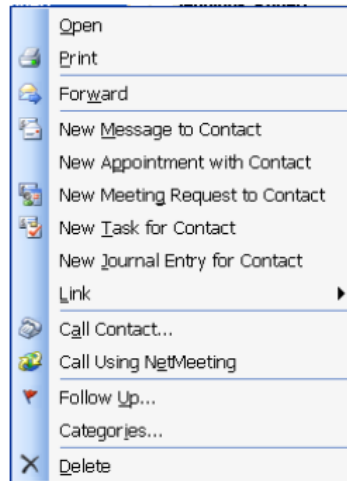 Open
Print
Forward
New Message to Contact
New Appointment with Contact
New Meeting Request to Contact
New Task for Contact
New Journal Entry for Contact
Link
Call Contact...
Call Using NetMeeting
Follow Up...
Categories...
Delete